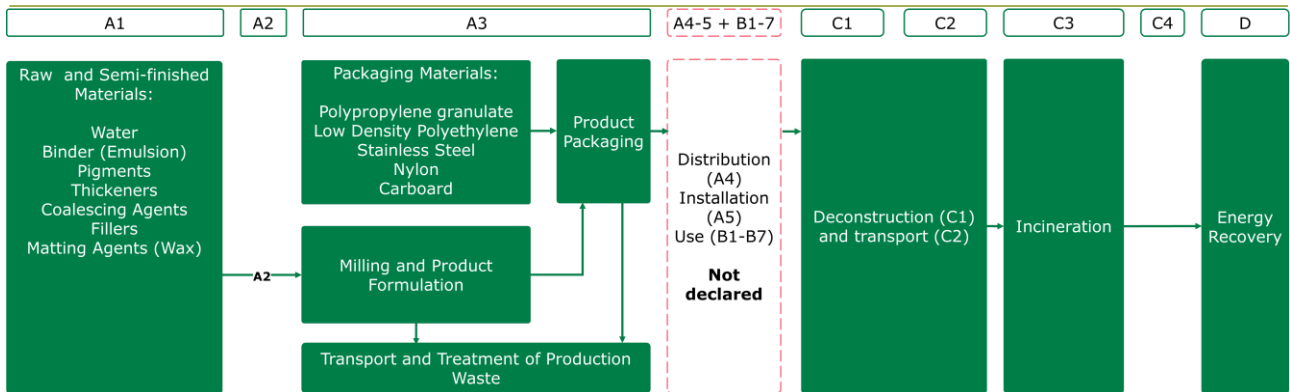 A1
A2
A3
A4-5 + B1-7
C1
C2
C3
C4
D
Raw and Semi-finished
Materials:
Water
Binder (Emulsion)
Pigments
Thickeners
Coalescing Agents
Fillers
Matting Agents (Wax)
A2
Packaging Materials:
Polypropylene granulate
Low Density Polyethylene
Stainless Steel
Nylon
Carboard
Product
Packaging
Milling and Product
Formulation
Transport and Treatment of Production
Waste
Distribution
(A4)
Installation
(A5)
Use (B1-B7)
Not
declared
Deconstruction (C1)
and transport (C2)
Incineration
Energy
Recovery